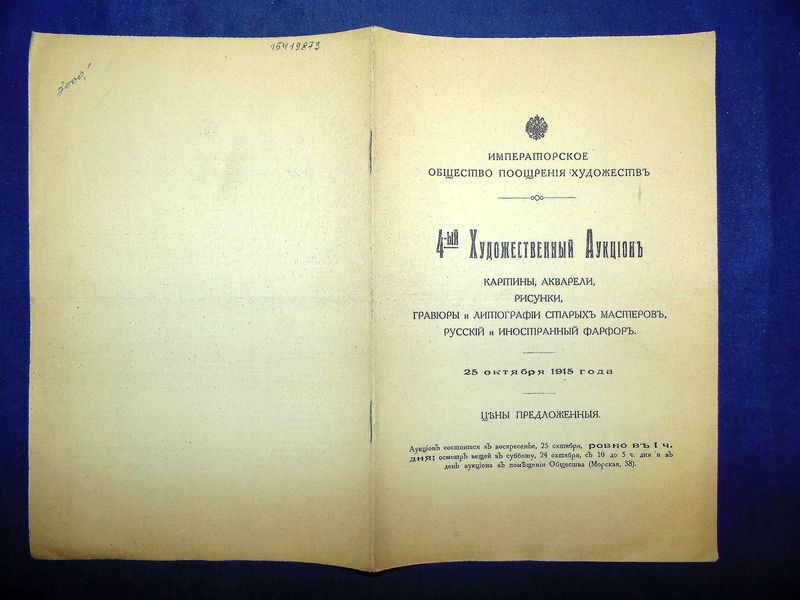 3000!
15419873
ИМПЕРАТОРСКОЕ
ОБЩЕСТВО ПООЩРЕНІЯ ХУДОЖЕСТВЪ
4-ый Художественный Аукціонъ
КАРТИНЫ, АКВАРЕЛИ,
РИСУНКИ,
ГРАВЮРЫ и ЛИТОГРАФІИ СТАРЫХЪ МАСТЕРОВЪ,
РУССКІЙ и ИНОСТРАННЫЙ ФАРФОРЪ.
25 октября 1915 года
ЦѢНЫ ПРЕДЛОЖЕННЫЯ.
Аукціонъ состоится въ воскресенье, 25 октября, РОВНО ВЪ 1 ч.
ДНЯ; осмотръ вещей въ субботу, 24 октября, съ 10 до 5 ч. дня и въ
день аукціона въ помѣщеніи Общества (Морская, 38).